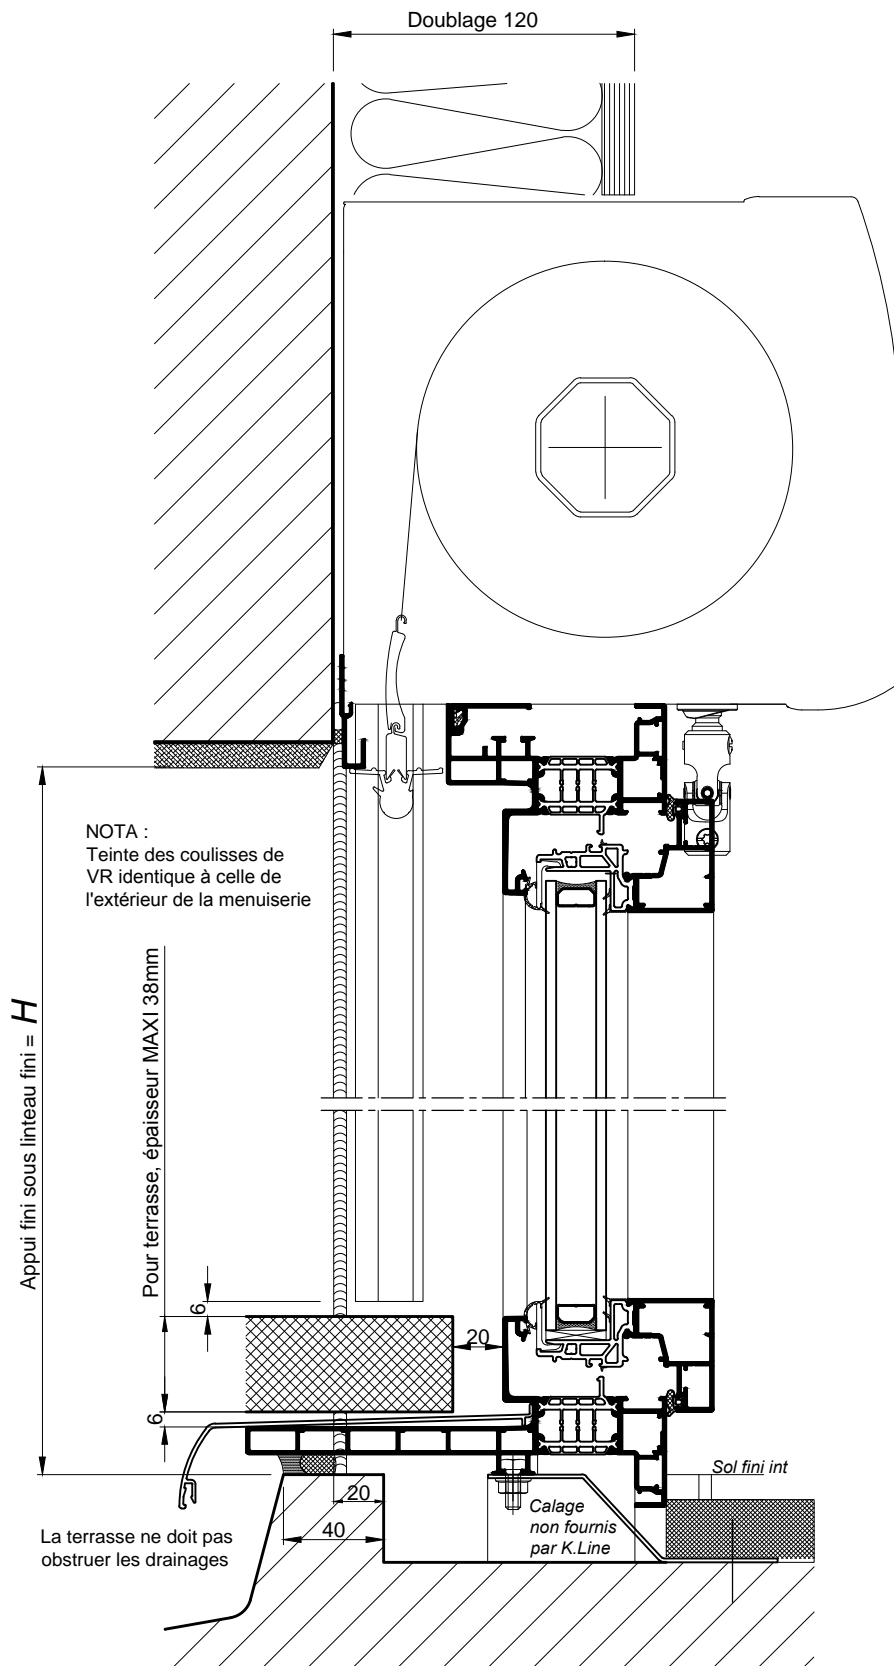 Doublage 120
NOTA :
Teinte des coulisses de
VR identique à celle de
l'extérieur de la menuiserie
Appui fini sous linteau fini = H
Pour terrasse, épaisseur MAXI 38mm
6
20
6
Sol fini int
20
40
Calage
non fournis
par K.Line
La terrasse ne doit pas
obstruer les drainages